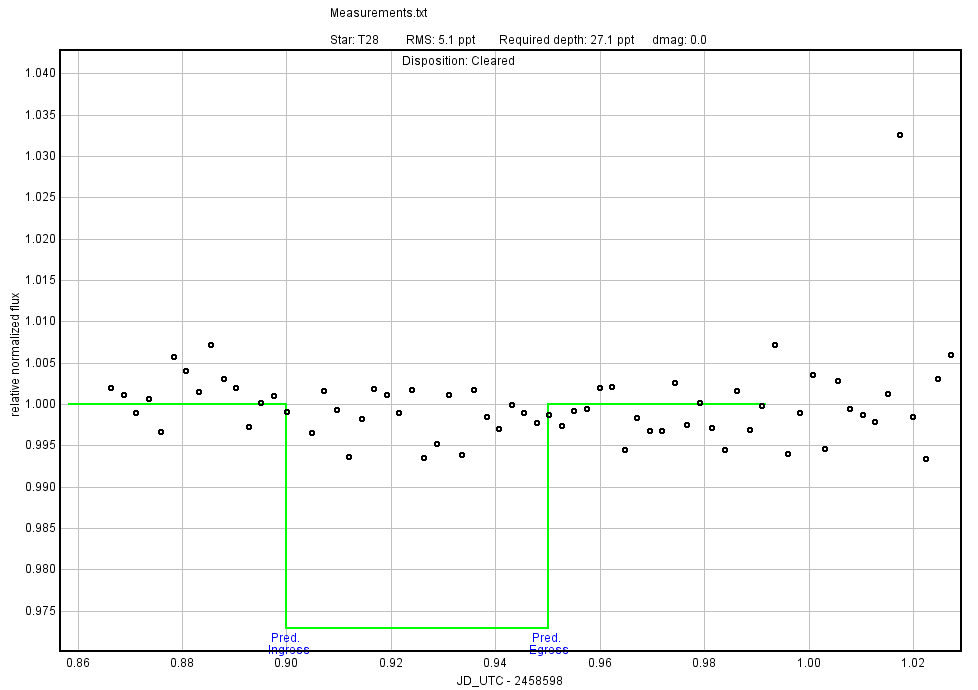 Measurements.txt
Star: T28 RMS: 5.1 ppt Required depth: 27.1 ppt dmag: 0.0
Disposition: Cleared
1.040
1.035
1.030
1.025
1.020
1.015
1.010
1.005
1.000
0.995
0.990
0.985
0.980
0.975
relative normalized flux
Pred.
Ingress
Pred.
Egress
0.86 0.88 0.90 0.92 0.94 0.96 0.98 1.00 1.02
JD_UTC - 2458598